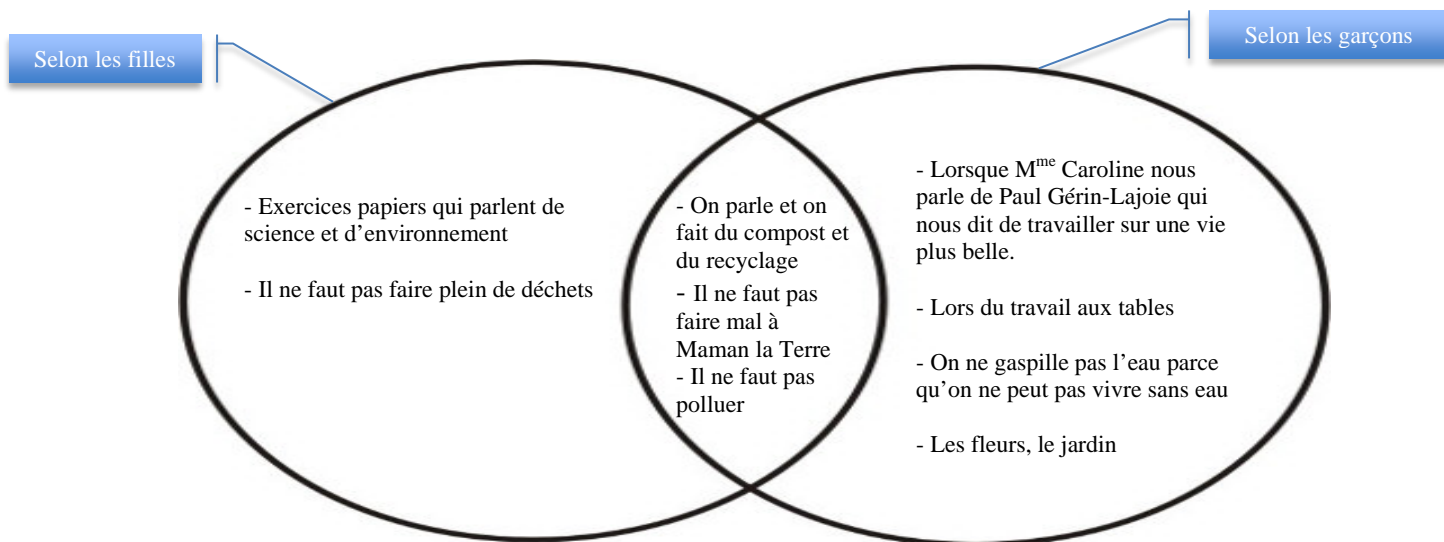 Selon les filles
Selon les garçons
- Exercices papiers qui parlent de
science et d’environnement
- Il ne faut pas faire plein de déchets
- On parle et on
fait du compost et
du recyclage
- Il ne faut pas
faire mal à
Maman la Terre
- Il ne faut pas
polluer
- Lorsque Mme Caroline nous
parle de Paul Gérin-Lajoie qui
nous dit de travailler sur une vie
plus belle.
- Lors du travail aux tables
- On ne gaspille pas l’eau parce
qu’on ne peut pas vivre sans eau
- Les fleurs, le jardin